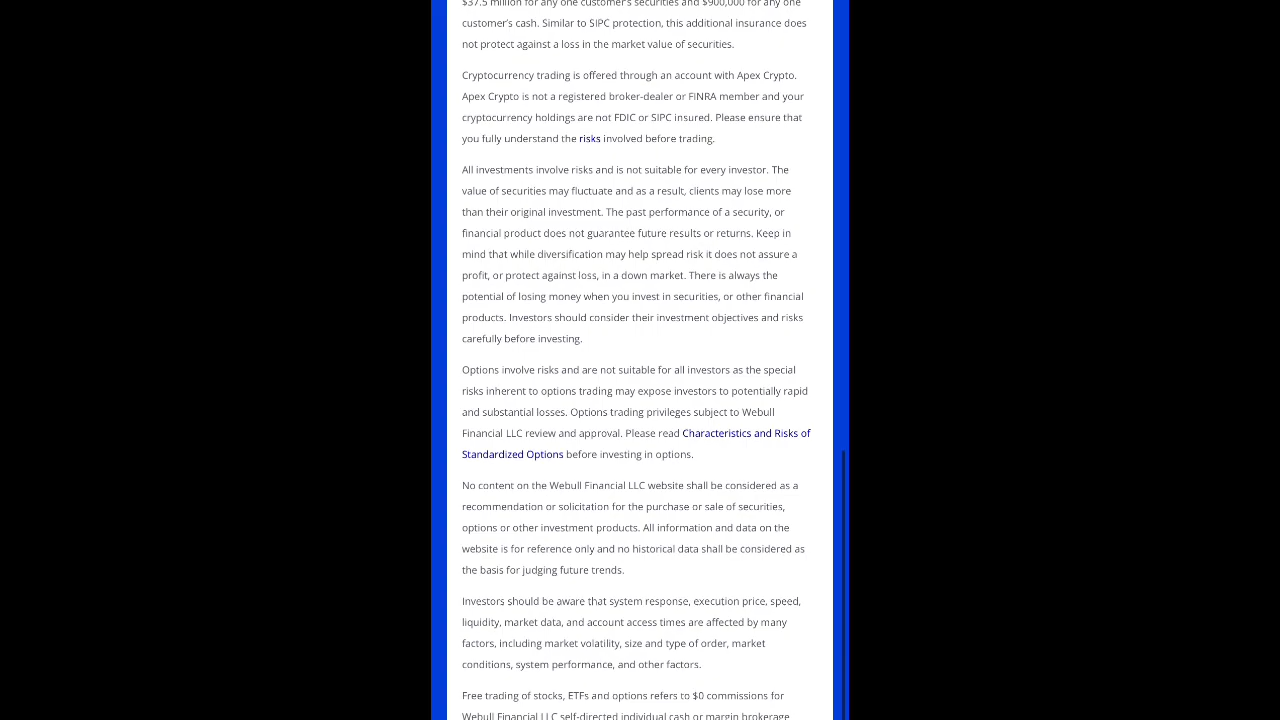 $37.5 million for any one customer's securities and $900,000 for any one
customer's cash. Similar to SIPC protection, this additional insurance does
not protect against a loss in the market value of securities.
Cryptocurrency trading is offered through an account with Apex Crypto.
Apex Crypto is not a registered broker-dealer or FINRA member and your
cryptocurrency holdings are not FDIC or SIPC insured. Please ensure that
you fully understand the risks involved before trading.
All investments involve risks and is not suitable for every investor. The
value of securities may fluctuate and as a result, clients may lose more
than their original investment. The past performance of a security, or
financial product does not guarantee future results or returns. Keep in
mind that while diversification may help spread risk it does not assure a
profit, or protect against loss, in a down market. There is always the
potential of losing money when you invest in securities, or other financial
products. Investors should consider their investment objectives and risks
carefully before investing.
Options involve risks and are not suitable for all investors as the special
risks inherent to options trading may expose investors to potentially rapid
and substantial losses. Options trading privileges subject to Webull
Financial LLC review and approval. Please read Characteristics and Risks of
Standardized Options before investing in options.
No content on the Webull Financial LLC website shall be considered as a
recommendation or solicitation for the purchase or sale of securities,
options or other investment products. All information and data on the
website is for reference only and no historical data shall be considered as
the basis for judging future trends.
Investors should be aware that system response, execution price, speed,
liquidity, market data, and account access times are affected by many
factors, including market volatility, size and type of order, market
conditions, system performance, and other factors.
Free trading of stocks, ETFs and options refers to $0 commissions for
Webull Financial LLC self-directed individual cash or margin brokerage